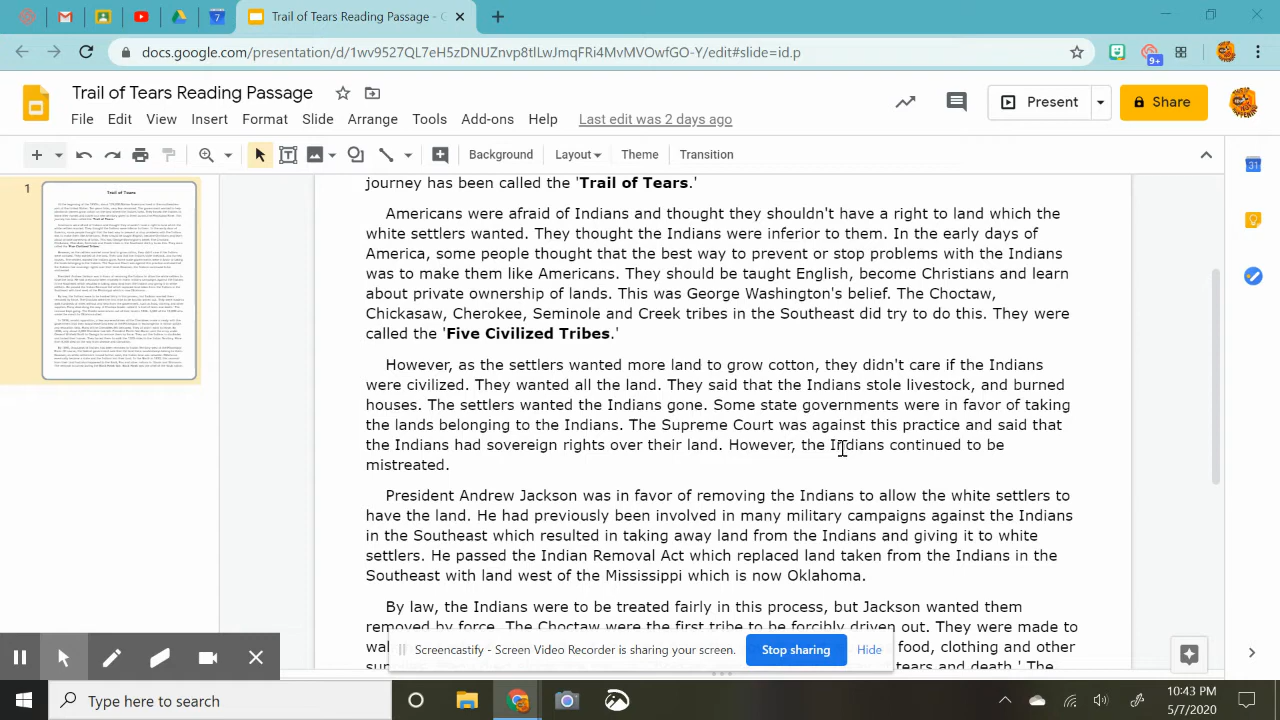 Trail of Tears Reading Passage - G
docs.google.com/presentation/d/1wv9527QL7eH5zDNUZnvp8tlLwJmqFRi4MvMVOwfGO-Y/edit#slide=id.p
9+
Trail of Tears Reading Passage
Present
Share
File Edit View Insert Format Slide Arrange Tools Add-ons Help Last edit was 2 days ago
Background Layout Theme Transition
31
1
Trail of Tears
journey has been called the 'Trail of Tears.'
Americans were afraid of Indians and thought they shouldn't have a right to land which the
white settlers wanted. They thought the Indians were inferior to them. In the early days of
America, some people thought that the best way to prevent or stop problems with the Indians
was to make them like Americans. They should be taught English, become Christians and learn
about private ownership of lands. This was George Washington's belief. The Choctaw,
Chickasaw, Cherokee, Seminole and Creek tribes in the Southeast did try to do this. They were
called the 'Five Civilized Tribes.'
However, as the settlers wanted more land to grow cotton, they didn't care if the Indians
were civilized. They wanted all the land. They said that the Indians stole livestock, and burned
houses. The settlers wanted the Indians gone. Some state governments were in favor of taking
the lands belonging to the Indians. The Supreme Court was against this practice and said that
the Indians had sovereign rights over their land. However, the Indians continued to be
mistreated.
President Andrew Jackson was in favor of removing the Indians to allow the white settlers to
have the land. He had previously been involved in many military campaigns against the Indians
in the Southeast which resulted in taking away land from the Indians and giving it to white
settlers. He passed the Indian Removal Act which replaced land taken from the Indians in the
Southeast with land west of the Mississippi which is now Oklahoma.
By law, the Indians were to be treated fairly in this process, but Jackson wanted them
removed by force. The Choctaw were the first tribe to be forcibly driven out. They were made to
food, clothing and other
tears and death.' The
Screencastify - Screen Video Recorder is sharing your screen. Stop sharing Hide
Type here to search
10:43 PM
5/7/2020